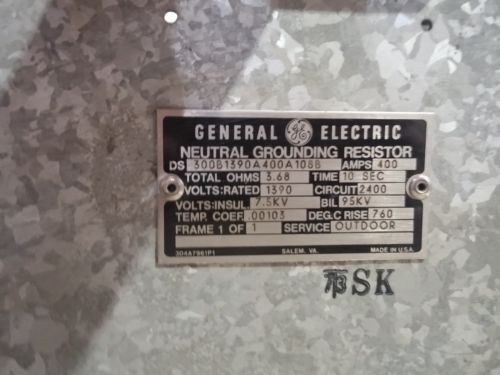 GENERAL GE ELECTRIC
NEUTRAL GROUNDING RESISTOR
DS 300B1390A400A10BB AMPS 400
TOTAL OHMS 3.68 TIME 10 SEC
VOLTS:RATED 1390 CIRCUIT 2400
VOLTS:INSUL. 7.5KV BIL 95KV
TEMP. COEF. .00103 DEG.C RISE 760
FRAME 1 OF 1 SERVICE OUTDOOR
304A7961P1 SALEM, VA. MADE IN U.S.A.
SK